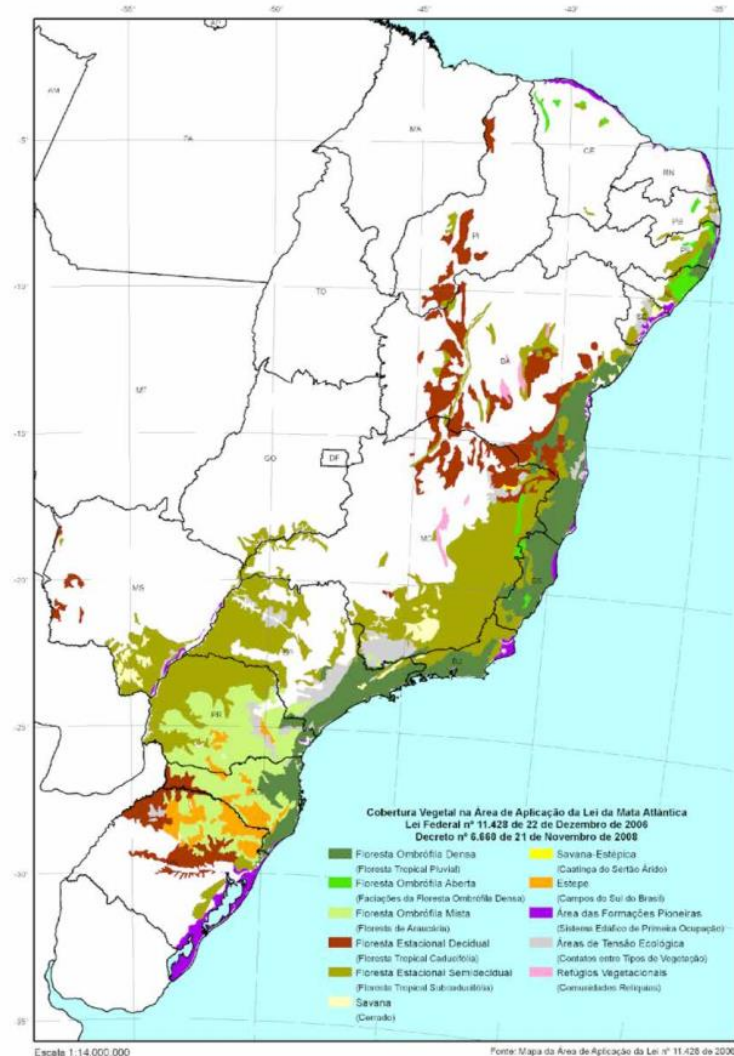 -55°
-50°
-45°
-40°
-35°
AP
AM
PA
MA
CE
RN
-5°
PB
PI
PE
TO
-10°
SE
BA
MT
-15°
GO
DF
MG
MS
ES
-20°
SP
RJ
PR
-25°
Cobertura Vegetal na Área de Aplicação da Lei da Mata Atlântica
Lei Federal nº 11.428 de 22 de Dezembro de 2006
Decreto nº 6.660 de 21 de Novembro de 2008
Floresta Ombrófila Densa
(Floresta Tropical Pluvial)
Floresta Ombrófila Aberta
(Faciações da Floresta Ombrófila Densa)
Floresta Ombrófila Mista
(Floresta de Araucária)
Floresta Estacional Decidual
(Floresta Tropical Caducifólia)
Floresta Estacional Semidecidual
(Floresta Tropical Subcaducifólia)
Savana
(Cerrado)
Savana-Estépica
(Caatinga do Sertão Árido)
Estepe
(Campos do Sul do Brasil)
Área das Formações Pioneiras
(Sistema Edáfico de Primeira Ocupação)
Áreas de Tensão Ecológica
(Contatos entre Tipos de Vegetação)
Refúgios Vegetacionais
(Comunidades Relíquias)
-30°
-35°
Escala 1:14.000.000
Fonte: Mapa da Área de Aplicação da Lei nº 11.428 de 2006